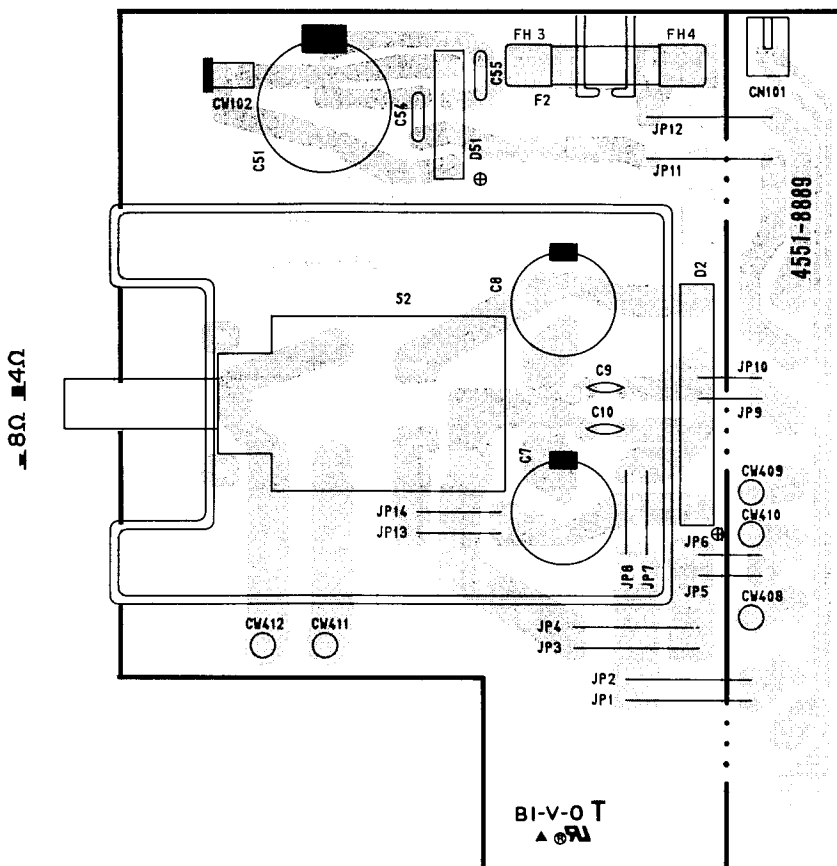 FH 3
FH4
CN101
CW102
C55
C54
F2
JP12
C51
D51
JP11
4551-8889
C8
S2
D2
8Ω 4Ω
C9
JP10
JP9
C10
C7
CW409
JP14
CW410
JP13
JP6
JP8
JP7
JP5
CW408
CW412
CW411
JP4
JP3
JP2
JP1
BI-V-O T